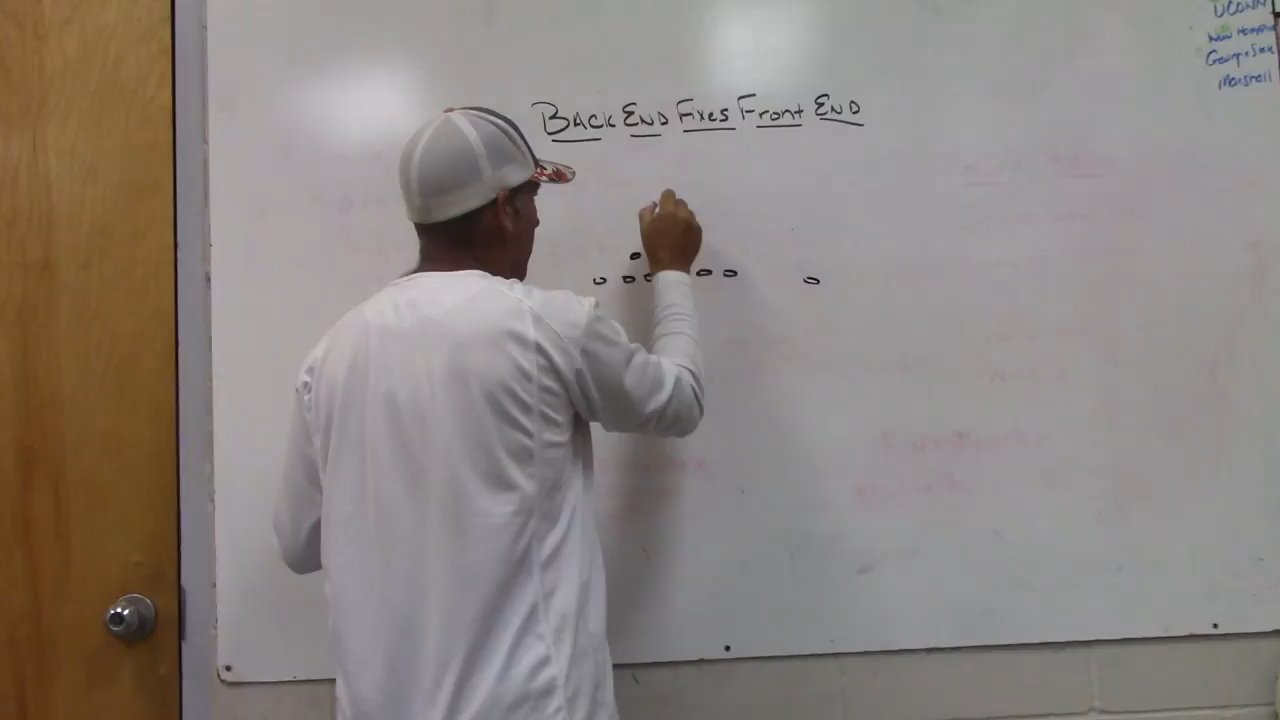 BACK END Fixes Front END
UCONN
New Hampshire
Georgia State
Marshall